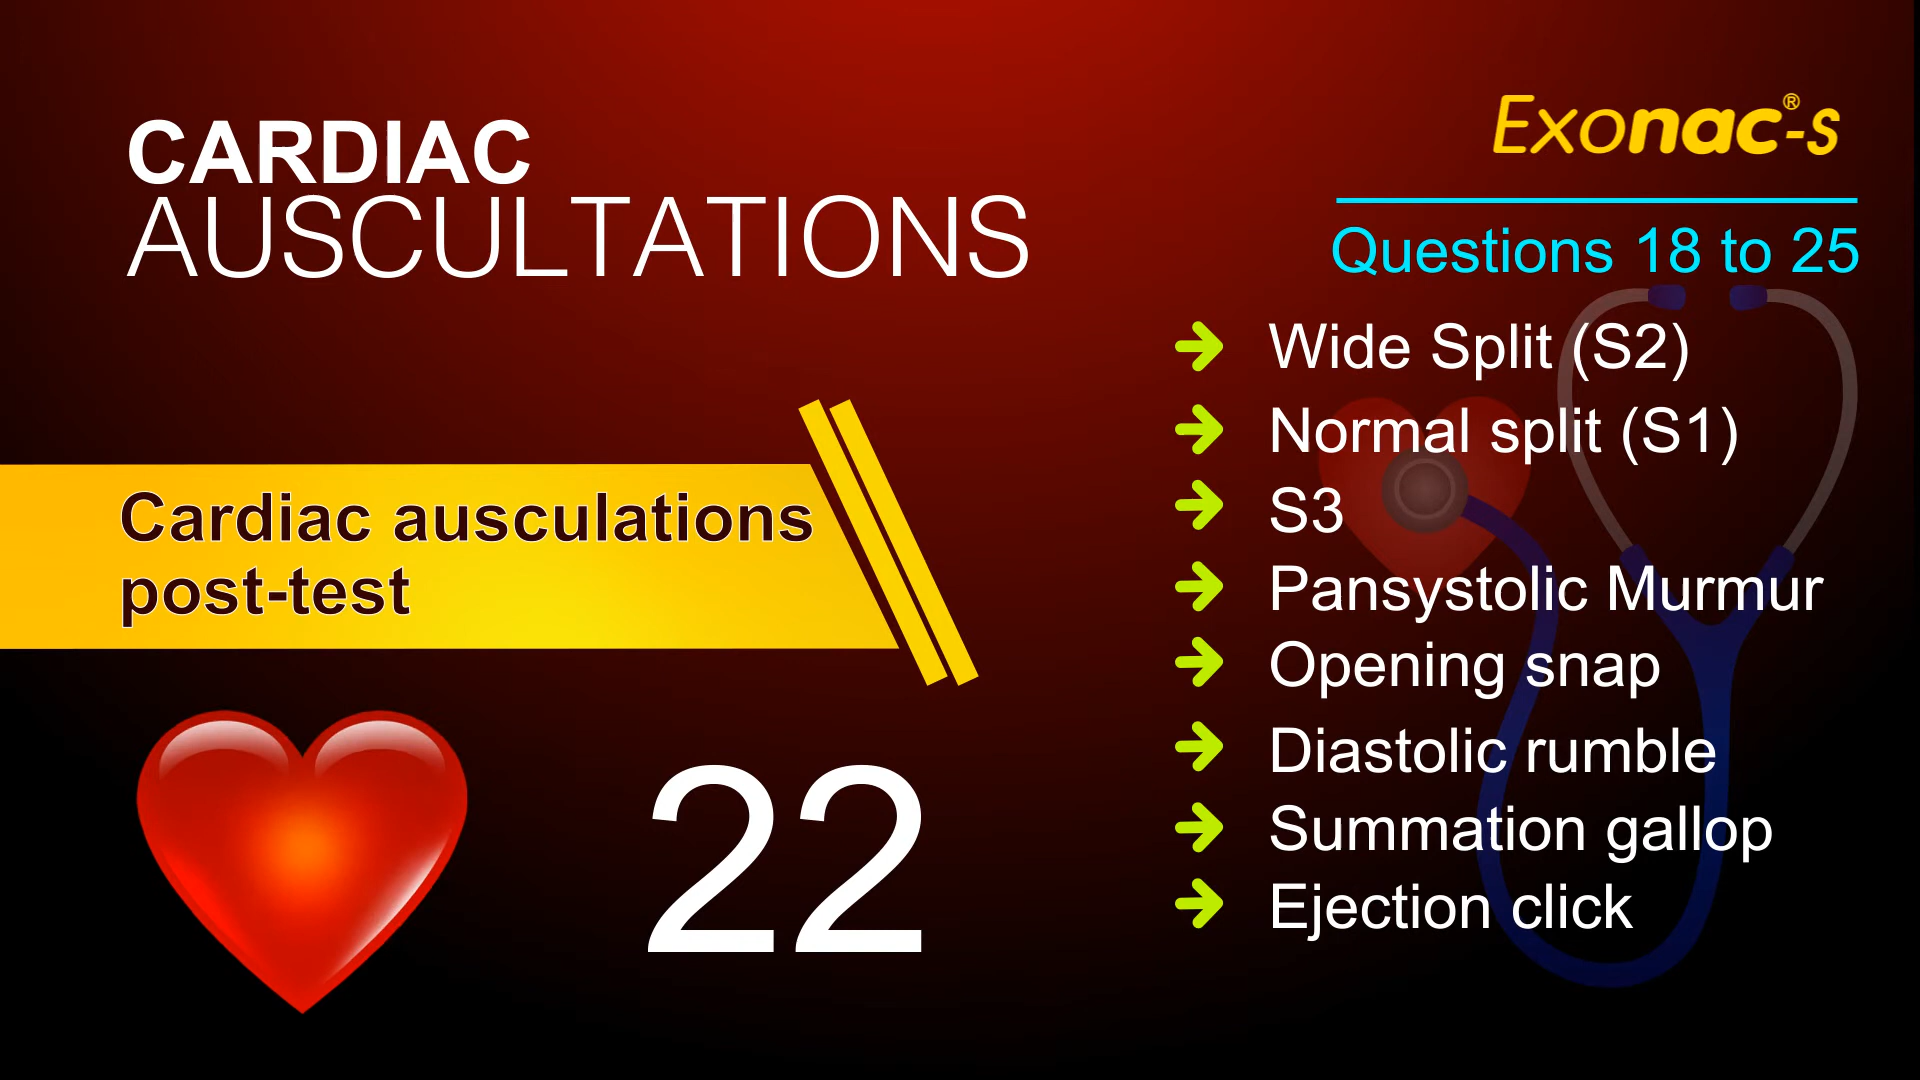 CARDIAC
AUSCULTATIONS
Cardiac ausculations
post-test
22
Exonac®-s
Questions 18 to 25
Wide Split (S2)
Normal split (S1)
S3
Pansystolic Murmur
Opening snap
Diastolic rumble
Summation gallop
Ejection click